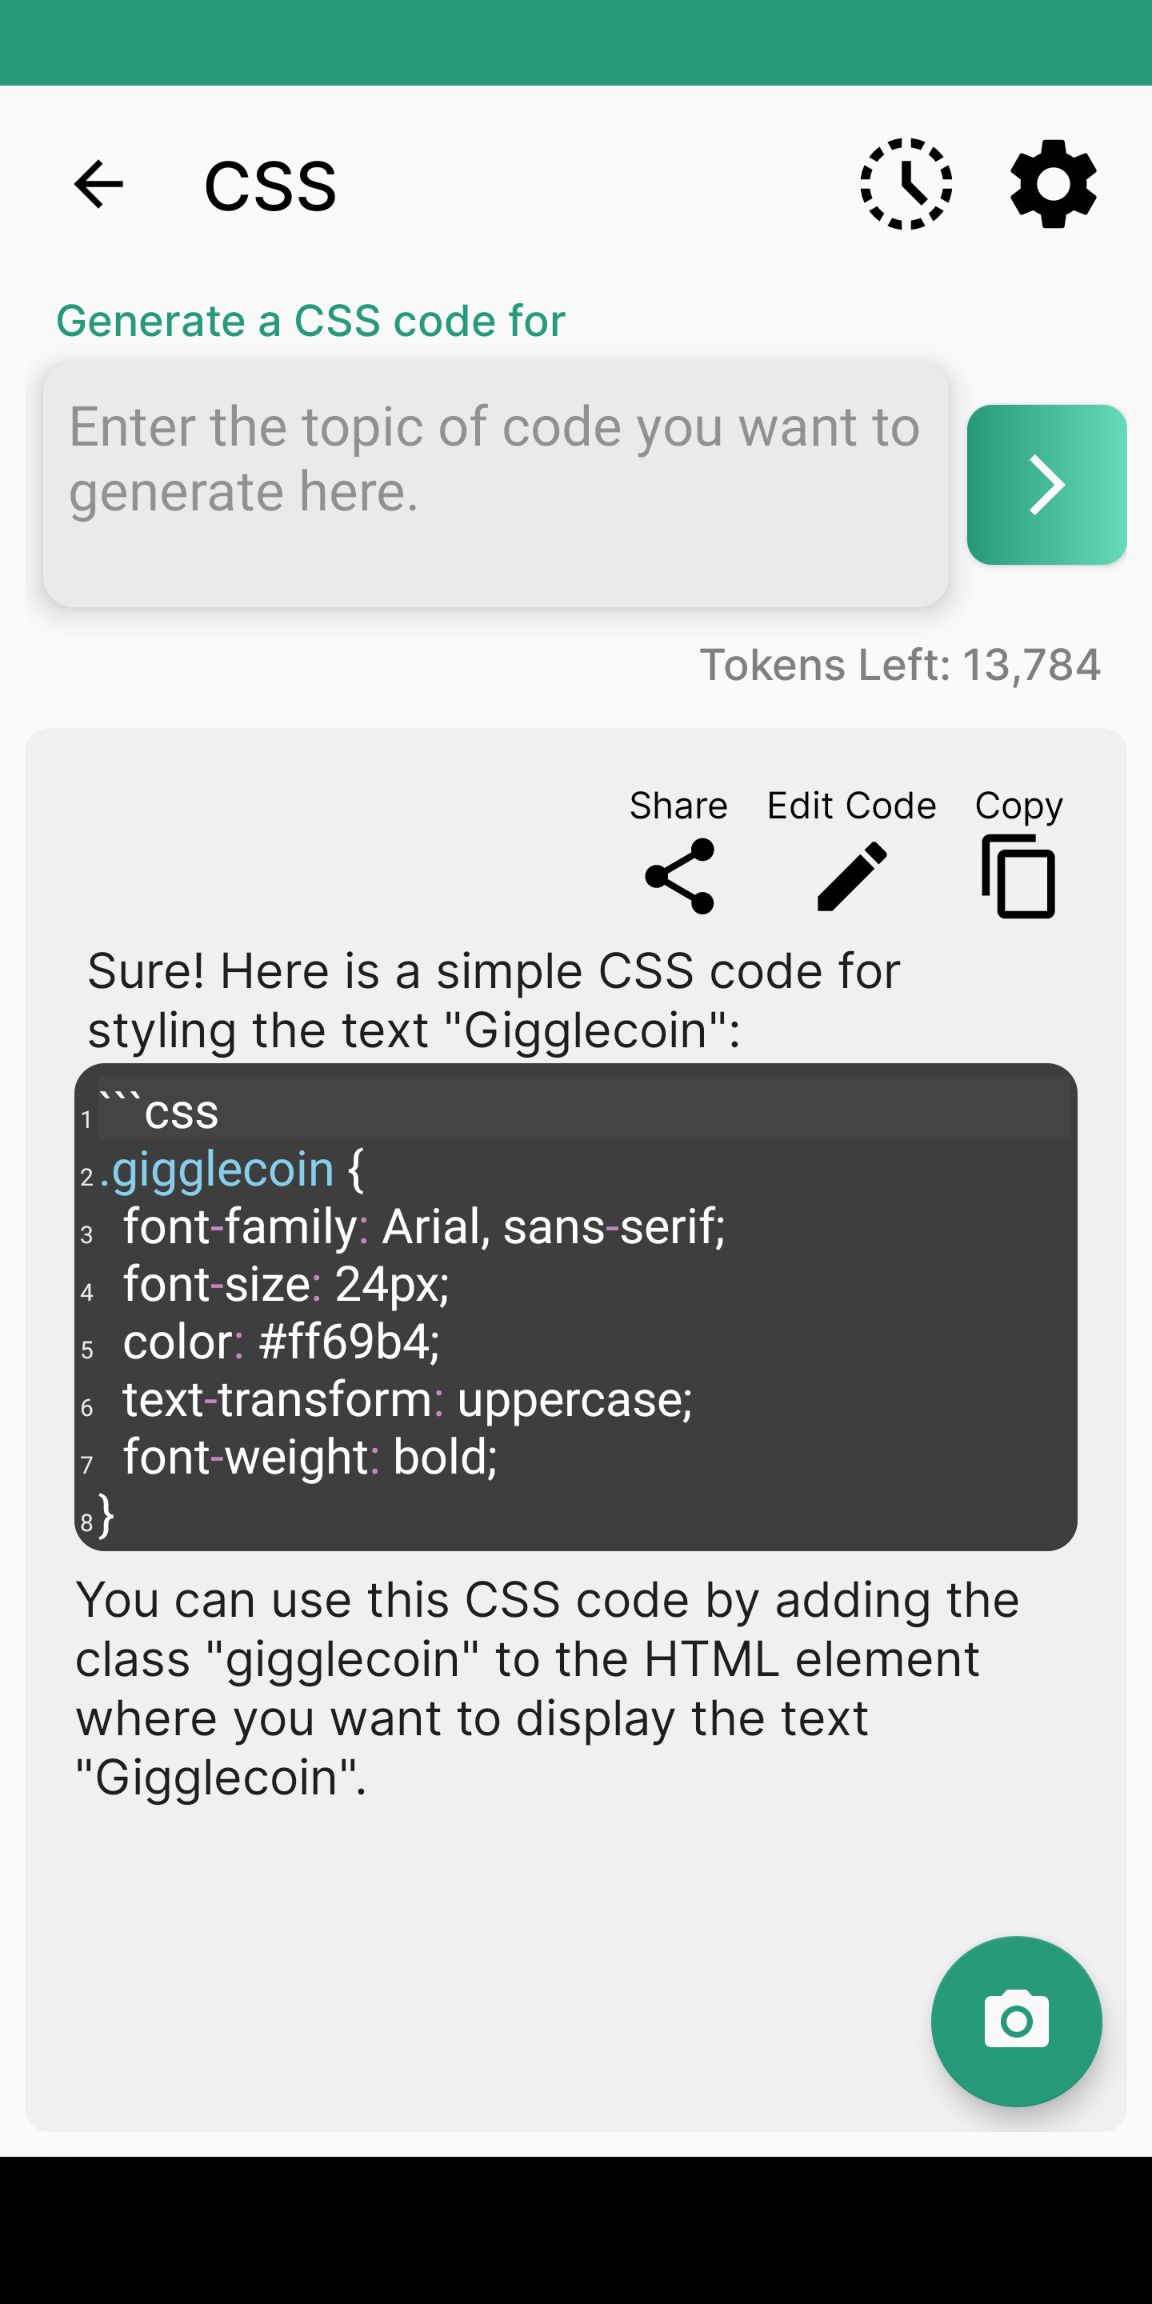 CSS
Generate a CSS code for
Enter the topic of code you want to
generate here.
Tokens Left: 13,784
Share Edit Code Copy
Sure! Here is a simple CSS code for
styling the text "Gigglecoin":
1 ```css
2 .gigglecoin {
3 font-family: Arial, sans-serif;
4 font-size: 24px;
5 color: #ff69b4;
6 text-transform: uppercase;
7 font-weight: bold;
8 }
You can use this CSS code by adding the
class "gigglecoin" to the HTML element
where you want to display the text
"Gigglecoin".